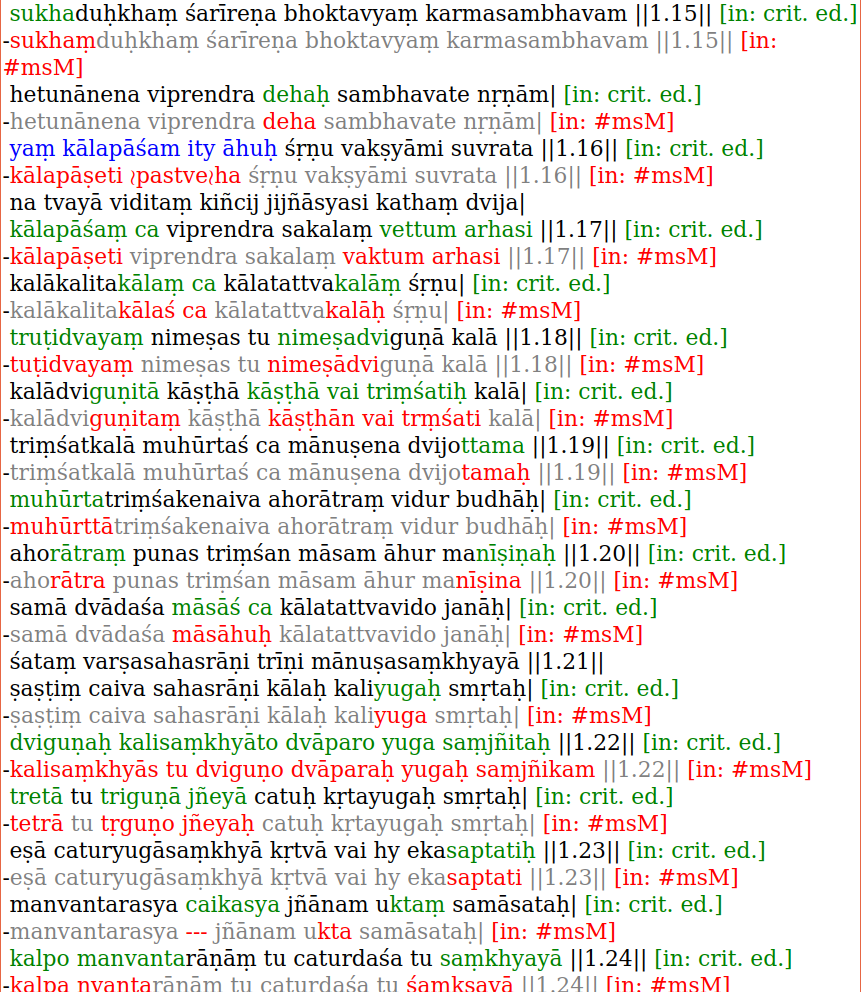 sukhaduḥkhaṃ śarīreṇa bhoktavyaṃ karmasambhavam ||1.15|| [in: crit. ed.]
-sukhaṃduḥkhaṃ śarīreṇa bhoktavyaṃ karmasambhavam ||1.15|| [in:
#msM]
hetunānena viprendra dehaḥ sambhavate nṛṇām| [in: crit. ed.]
-hetunānena viprendra deha sambhavate nṛṇām| [in: #msM]
yaṃ kālapāśam ity āhuḥ śṛṇu vakṣyāmi suvrata ||1.16|| [in: crit. ed.]
-kālapāṣeti ≀pastve≀ha śṛṇu vakṣyāmi suvrata ||1.16|| [in: #msM]
na tvayā viditaṃ kiñcij jijñāsyasi kathaṃ dvija|
kālapāśaṃ ca viprendra sakalaṃ vettum arhasi ||1.17|| [in: crit. ed.]
-kālapāṣeti viprendra sakalaṃ vaktum arhasi ||1.17|| [in: #msM]
kalākalitakālaṃ ca kālatattvakalāṃ śṛṇu| [in: crit. ed.]
-kalākalitakālaś ca kālatattvakalāḥ śṛṇu| [in: #msM]
truṭidvayaṃ nimeṣas tu nimeṣadviguṇā kalā ||1.18|| [in: crit. ed.]
-tuṭidvayaṃ nimeṣas tu nimeṣādviguṇā kalā ||1.18|| [in: #msM]
kalādviguṇitā kāṣṭhā kāṣṭhā vai triṃśatiḥ kalā| [in: crit. ed.]
-kalādviguṇitaṃ kāṣṭhā kāṣṭhān vai tṛṃśati kalā| [in: #msM]
triṃśatkalā muhūrtaś ca mānuṣena dvijottama ||1.19|| [in: crit. ed.]
-triṃśatkalā muhūrtaś ca mānuṣena dvijotamaḥ ||1.19|| [in: #msM]
muhūrtatriṃśakenaiva ahorātraṃ vidur budhāḥ| [in: crit. ed.]
-muhūrttātriṃśakenaiva ahorātraṃ vidur budhāḥ| [in: #msM]
ahorātraṃ punas triṃśan māsam āhur manīṣiṇaḥ ||1.20|| [in: crit. ed.]
-ahorātra punas triṃśan māsam āhur manīṣina ||1.20|| [in: #msM]
samā dvādaśa māsāś ca kālatattvavido janāḥ| [in: crit. ed.]
-samā dvādaśa māsāhuḥ kālatattvavido janāḥ| [in: #msM]
śataṃ varṣasahasrāṇi trīṇi mānuṣasaṃkhyayā ||1.21||
ṣaṣṭiṃ caiva sahasrāṇi kālaḥ kaliyugaḥ smṛtaḥ| [in: crit. ed.]
-ṣaṣṭiṃ caiva sahasrāṇi kālaḥ kaliyuga smṛtaḥ| [in: #msM]
dviguṇaḥ kalisaṃkhyāto dvāparo yuga saṃjñitaḥ ||1.22|| [in: crit. ed.]
-kalisaṃkhyās tu dviguṇo dvāparaḥ yugaḥ saṃjñikam ||1.22|| [in: #msM]
tretā tu triguṇā jñeyā catuḥ kṛtayugaḥ smṛtaḥ| [in: crit. ed.]
-tetrā tu tṛguṇo jñeyaḥ catuḥ kṛtayugaḥ smṛtaḥ| [in: #msM]
eṣā caturyugāsaṃkhyā kṛtvā vai hy ekasaptatiḥ ||1.23|| [in: crit. ed.]
-eṣā caturyugāsaṃkhyā kṛtvā vai hy ekasaptati ||1.23|| [in: #msM]
manvantarasya caikasya jñānam uktaṃ samāsataḥ| [in: crit. ed.]
-manvantarasya --- jñānam ukta samāsataḥ| [in: #msM]
kalpo manvantarāṇāṃ tu caturdaśa tu saṃkhyayā ||1.24|| [in: crit. ed.]
-kalpa nvantarāṇāṃ tu caturdaśa tu śaṃkṣayā ||1.24|| [in: #msM]